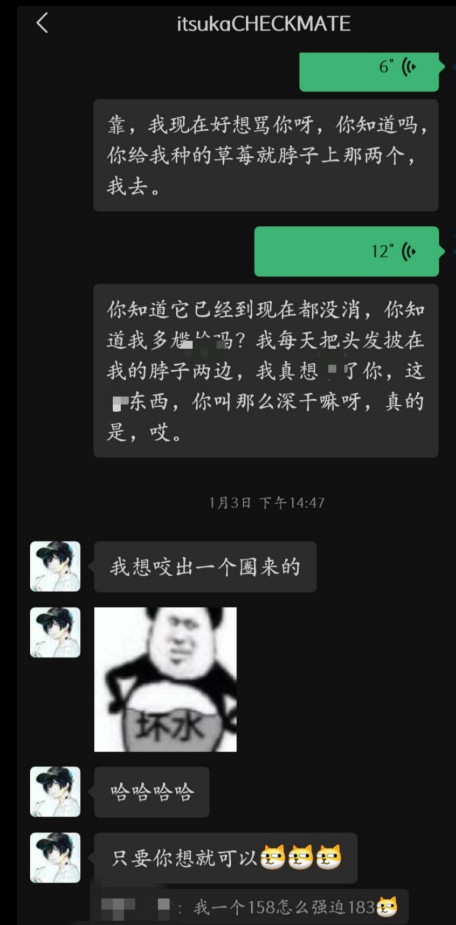 itsukaCHECKMATE
6"
靠，我现在好想骂你呀，你知道吗，
你给我种的草莓就脖子上那两个，
我去。
12"
你知道它已经到现在都没消，你知
道我多尴尬吗？我每天把头发披在
我的脖子两边，我真想 了你，这
东西，你叫那么深干嘛呀，真的
是，哎。
1月3日 下午14:47
我想咬出一个圈来的
坏水
哈哈哈哈
只要你想就可以
：我一个158怎么强迫183